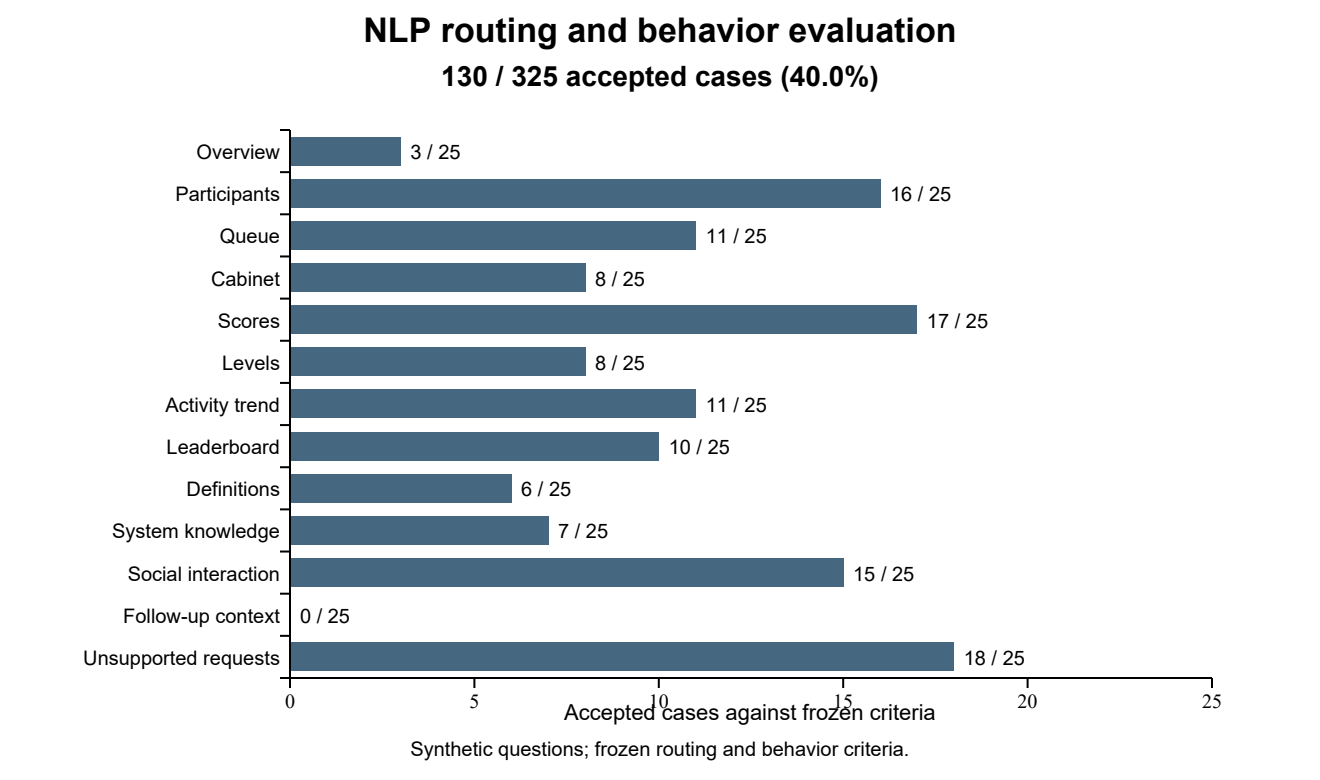 NLP routing and behavior evaluation
130 / 325 accepted cases (40.0%)
Overview 3 / 25
Participants 16 / 25
Queue 11 / 25
Cabinet 8 / 25
Scores 17 / 25
Levels 8 / 25
Activity trend 11 / 25
Leaderboard 10 / 25
Definitions 6 / 25
System knowledge 7 / 25
Social interaction 15 / 25
Follow-up context 0 / 25
Unsupported requests 18 / 25
0 5 10 15 20 25
Accepted cases against frozen criteria
Synthetic questions; frozen routing and behavior criteria.